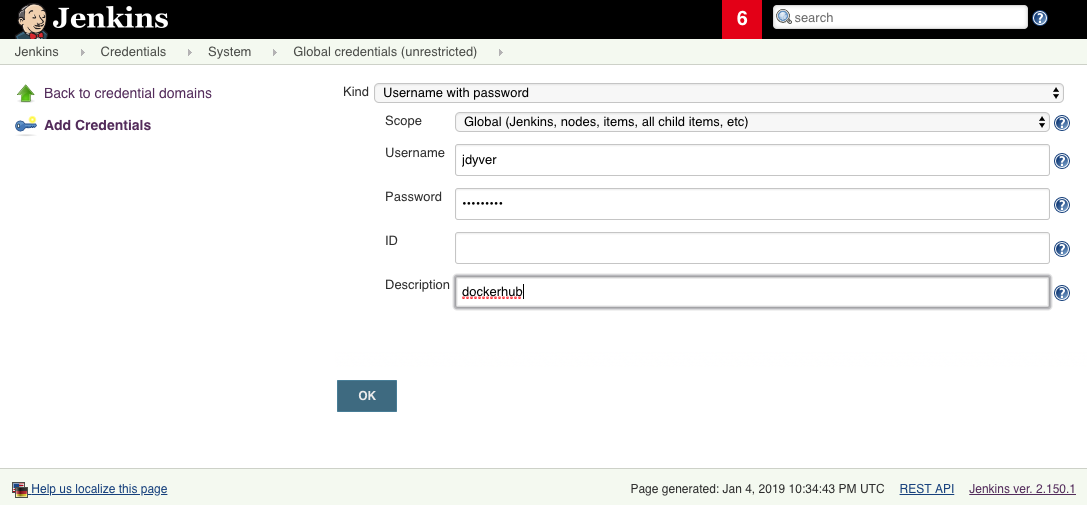 Jenkins 6 search
Jenkins Credentials System Global credentials (unrestricted)
Back to credential domains
Add Credentials
Kind Username with password
Scope Global (Jenkins, nodes, items, all child items, etc)
Username jdyver
Password •••••••••
ID
Description dockerhub
OK
Help us localize this page Page generated: Jan 4, 2019 10:34:43 PM UTC REST API Jenkins ver. 2.150.1